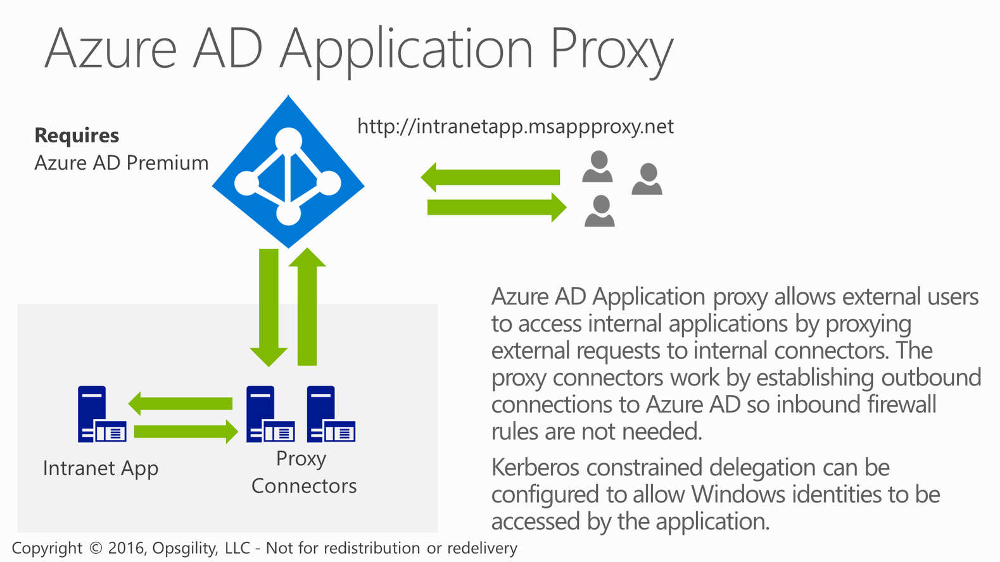 Azure AD Application Proxy
Requires
Azure AD Premium
http://intranetapp.msappproxy.net
Azure AD Application proxy allows external users
to access internal applications by proxying
external requests to internal connectors. The
proxy connectors work by establishing outbound
connections to Azure AD so inbound firewall
rules are not needed.
Kerberos constrained delegation can be
configured to allow Windows identities to be
accessed by the application.
Intranet App
Proxy
Connectors
Copyright © 2016, Opsgility, LLC - Not for redistribution or redelivery